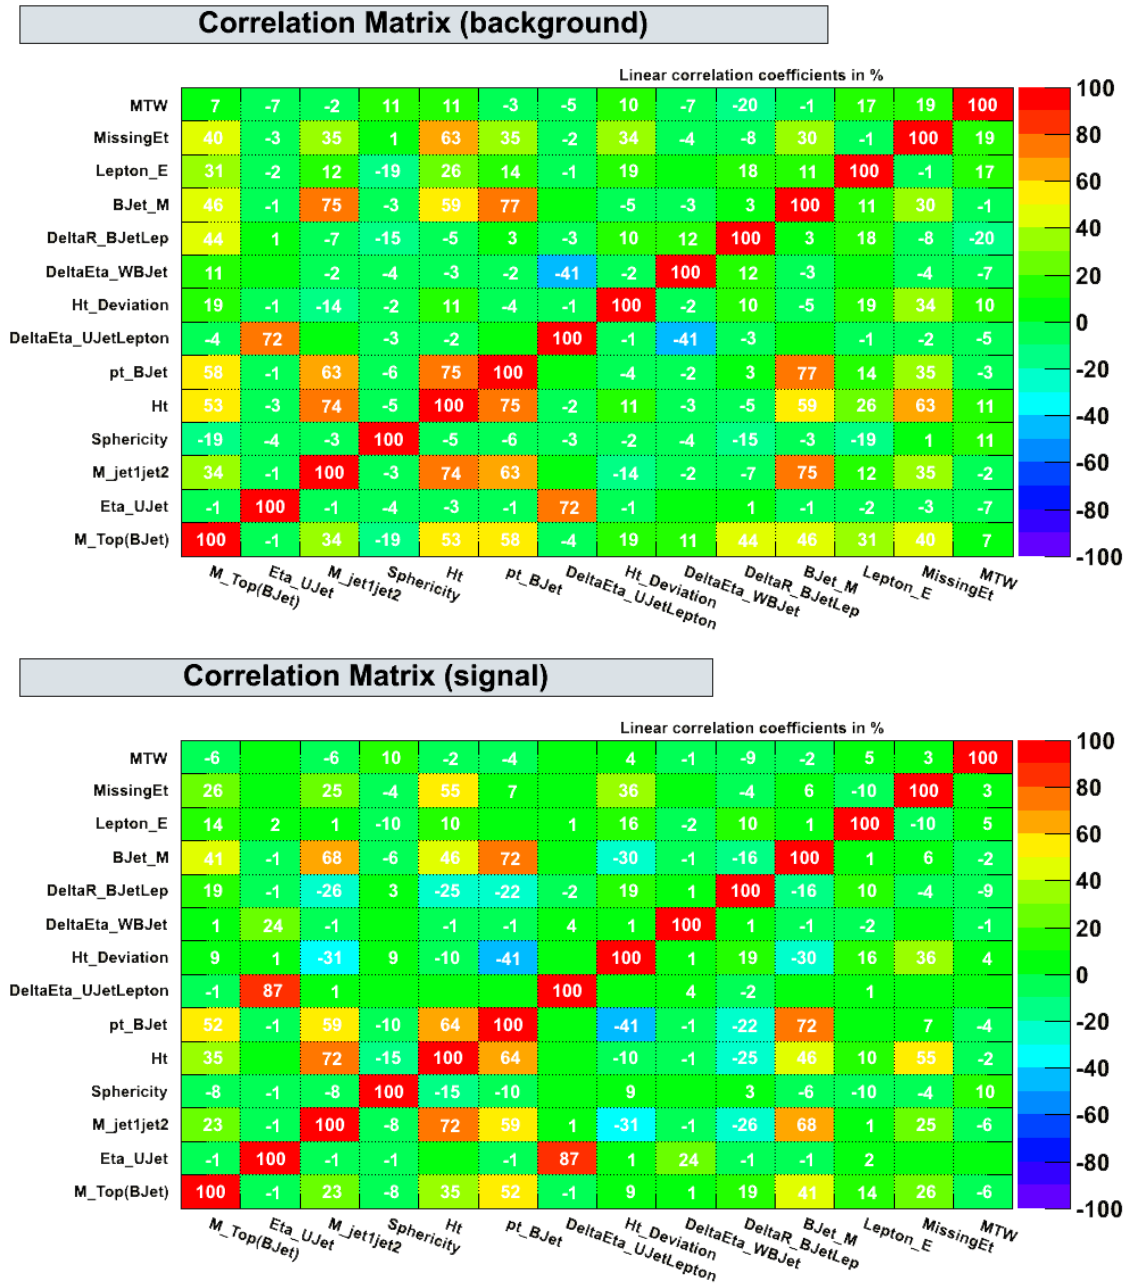 Correlation Matrix (background)
Linear correlation coefficients in %
MTW 7 -7 -2 11 11 -3 -5 10 -7 -20 -1 17 19 100
MissingEt 40 -3 35 1 63 35 -2 34 -4 -8 30 -1 100 19
Lepton_E 31 -2 12 -19 26 14 -1 19 18 11 100 -1 17
BJet_M 46 -1 75 -3 59 77 -5 -3 3 100 11 30 -1
DeltaR_BJetLep 44 1 -7 -15 -5 3 -3 10 12 100 3 18 -8 -20
DeltaEta_WBJet 11 -2 -4 -3 -2 -41 -2 100 12 -3 -4 -7
Ht_Deviation 19 -1 -14 -2 11 -4 -1 100 -2 10 -5 19 34 10
DeltaEta_UJetLepton -4 72 -3 -2 100 -1 -41 -3 -1 -2 -5
pt_BJet 58 -1 63 -6 75 100 -4 -2 3 77 14 35 -3
Ht 53 -3 74 -5 100 75 -2 11 -3 -5 59 26 63 11
Sphericity -19 -4 -3 100 -5 -6 -3 -2 -4 -15 -3 -19 1 11
M_jet1jet2 34 -1 100 -3 74 63 -14 -2 -7 75 12 35 -2
Eta_UJet -1 100 -1 -4 -3 -1 72 -1 1 -1 -2 -3 -7
M_Top(BJet) 100 -1 34 -19 53 58 -4 19 11 44 46 31 40 7
M_Top(BJet) Eta_UJet M_jet1jet2 Sphericity Ht pt_BJet DeltaEta_UJetLepton Ht_Deviation DeltaEta_WBJet DeltaR_BJetLep BJet_M Lepton_E MissingEt MTW
100
80
60
40
20
0
-20
-40
-60
-80
-100
Correlation Matrix (signal)
Linear correlation coefficients in %
MTW -6 -6 10 -2 -4 4 -1 -9 -2 5 3 100
MissingEt 26 25 -4 55 7 36 -4 6 -10 100 3
Lepton_E 14 2 1 -10 10 1 16 -2 10 1 100 -10 5
BJet_M 41 -1 68 -6 46 72 -30 -1 -16 100 1 6 -2
DeltaR_BJetLep 19 -1 -26 3 -25 -22 -2 19 1 100 -16 10 -4 -9
DeltaEta_WBJet 1 24 -1 -1 -1 4 1 100 1 -1 -2 -1
Ht_Deviation 9 1 -31 9 -10 -41 100 1 19 -30 16 36 4
DeltaEta_UJetLepton -1 87 1 100 4 -2 1
pt_BJet 52 -1 59 -10 64 100 -41 -1 -22 72 7 -4
Ht 35 72 -15 100 64 -10 -1 -25 46 10 55 -2
Sphericity -8 -1 -8 100 -15 -10 9 3 -6 -10 -4 10
M_jet1jet2 23 -1 100 -8 72 59 1 -31 -1 -26 68 1 25 -6
Eta_UJet -1 100 -1 -1 -1 87 1 24 -1 -1 2
M_Top(BJet) 100 -1 23 -8 35 52 -1 9 1 19 41 14 26 -6
M_Top(BJet) Eta_UJet M_jet1jet2 Sphericity Ht pt_BJet DeltaEta_UJetLepton Ht_Deviation DeltaEta_WBJet DeltaR_BJetLep BJet_M Lepton_E MissingEt MTW
100
80
60
40
20
0
-20
-40
-60
-80
-100